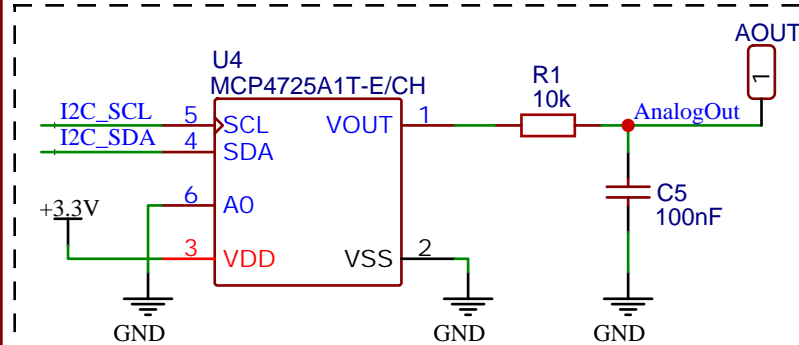 AOUT
1
U4
MCP4725A1T-E/CH
R1
10k
I2C_SCL
5
SCL
VOUT
1
AnalogOut
I2C_SDA
4
SDA
6
A0
C5
100nF
+3.3V
3
VDD
VSS
2
GND
GND
GND